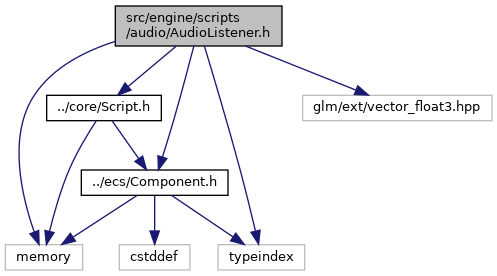 src/engine/scripts
/audio/AudioListener.h
../core/Script.h
glm/ext/vector_float3.hpp
../ecs/Component.h
memory
cstddef
typeindex